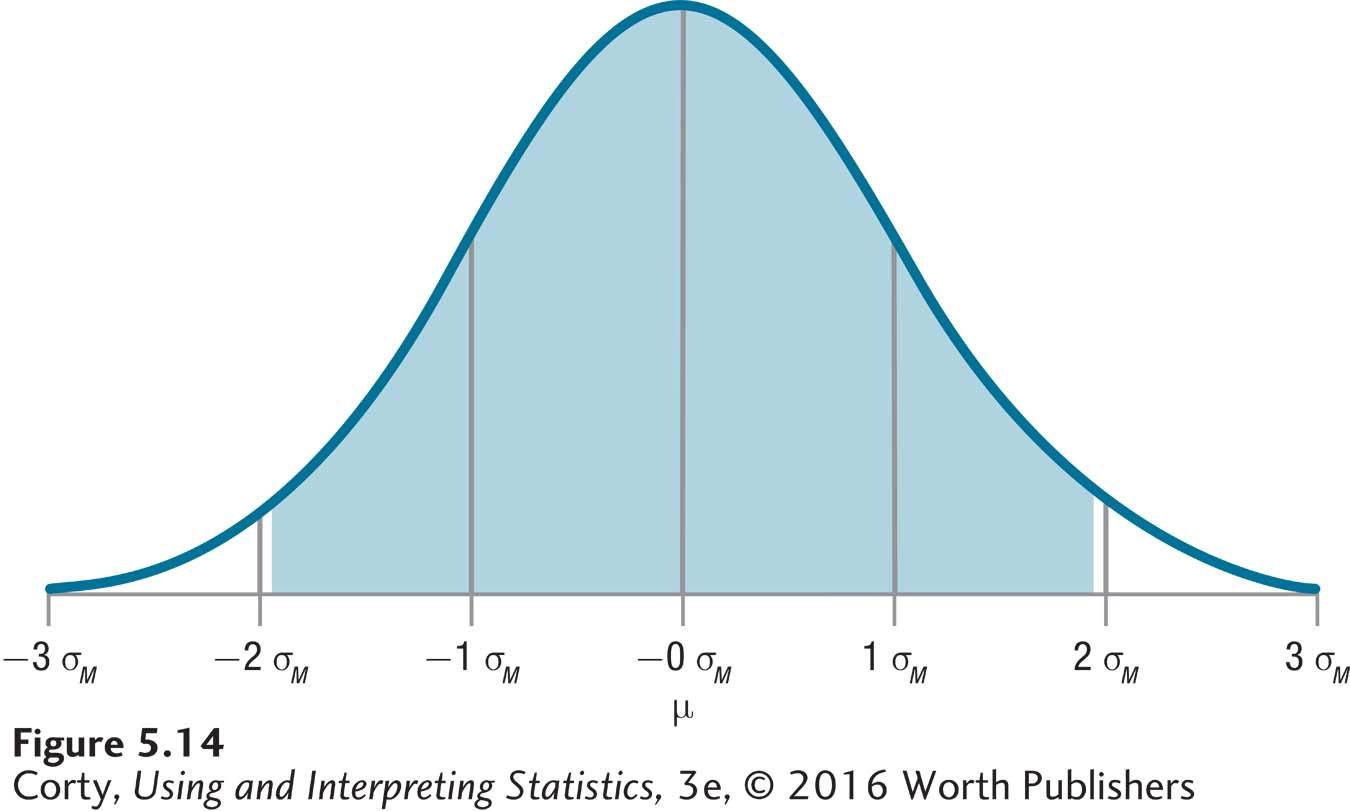 −3 σM −2 σM −1 σM −0 σM 1 σM 2 σM 3 σM
μ
Figure 5.14
Corty, Using and Interpreting Statistics, 3e, © 2016 Worth Publishers